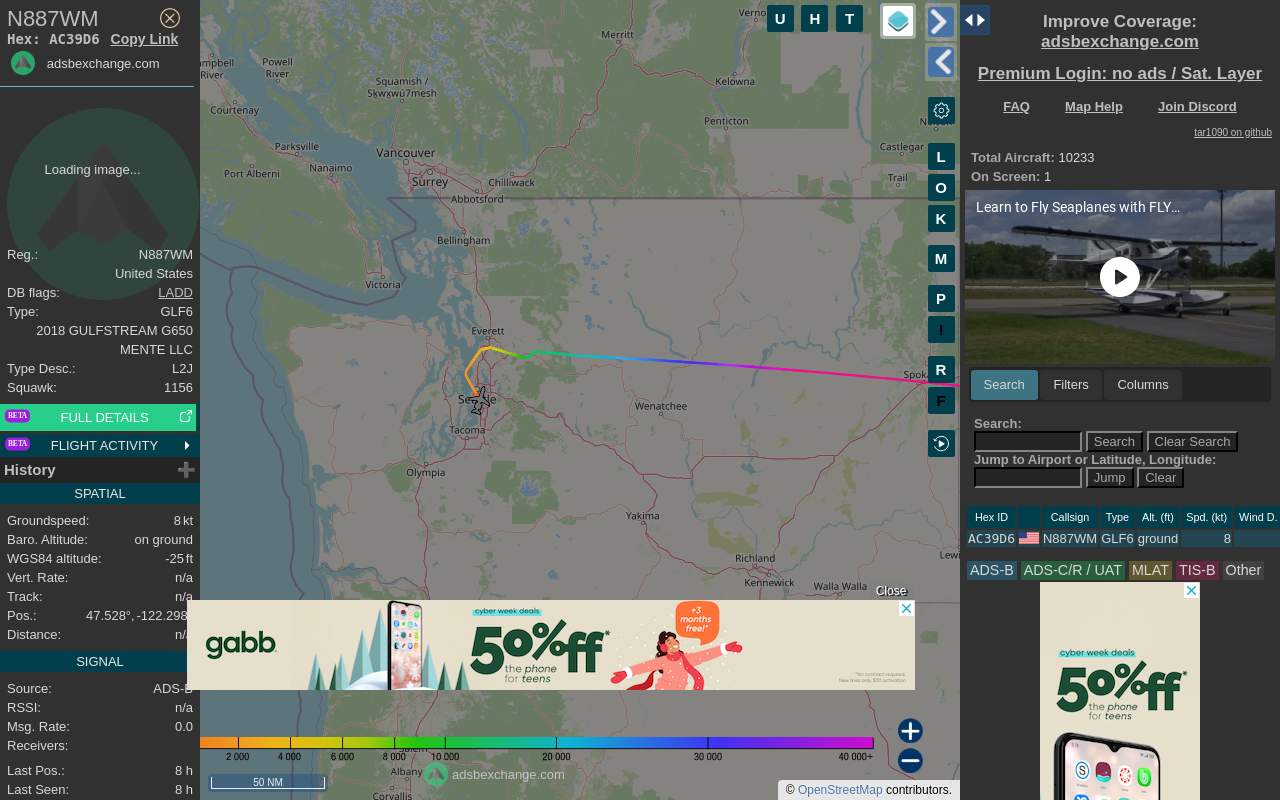 N887WM
Hex: AC39D6 Copy Link
adsbexchange.com
Loading image...
Reg.: N887WM
United States
DB flags: LADD
Type: GLF6
2018 GULFSTREAM G650
MENTE LLC
Type Desc.: L2J
Squawk: 1156
BETA FULL DETAILS
BETA FLIGHT ACTIVITY
History
SPATIAL
Groundspeed: 8 kt
Baro. Altitude: on ground
WGS84 altitude: -25 ft
Vert. Rate: n/a
Track: n/a
Pos.: 47.528°, -122.298
Distance: n/a
SIGNAL
Source: ADS-B
RSSI: n/a
Msg. Rate: 0.0
Receivers:
Last Pos.: 8 h
Last Seen: 8 h
U H T
L
O
K
M
P
I
R
F
Merritt
Powell River
Squamish / Sḵwx̱wú7mesh
Courtenay
Kelowna
Penticton
Parksville
Vancouver
Nanaimo
Port Alberni
Surrey
Chilliwack
Abbotsford
Castlegar
Trail
Bellingham
Victoria
Everett
Wenatchee
Tacoma
Olympia
Yakima
Richland
Kennewick
Walla Walla
Albany
Corvallis
Close
gabb
cyber week deals
50% off*
the phone for teens
+3 months free!*
*No contract required.
New lines only. $30 activation.
2 000 4 000 6 000 8 000 10 000 20 000 30 000 40 000+
adsbexchange.com
50 NM
© OpenStreetMap contributors.
Improve Coverage:
adsbexchange.com
Premium Login: no ads / Sat. Layer
FAQ Map Help Join Discord
tar1090 on github
Total Aircraft: 10233
On Screen: 1
Learn to Fly Seaplanes with FLY...
Search Filters Columns
Search:
Search Clear Search
Jump to Airport or Latitude, Longitude:
Jump Clear
Hex ID Callsign Type Alt. (ft) Spd. (kt) Wind D.
AC39D6 N887WM GLF6 ground 8
ADS-B ADS-C/R / UAT MLAT TIS-B Other
cyber week deals
50% off*
the phone for teens